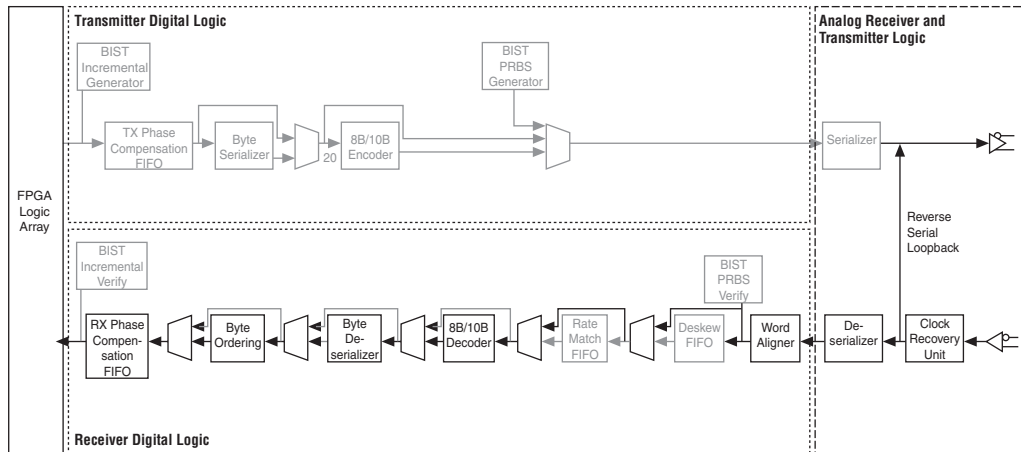 Transmitter Digital Logic
Analog Receiver and
Transmitter Logic
BIST
Incremental
Generator
BIST
PRBS
Generator
TX Phase
Compensation
FIFO
Byte
Serializer
20
8B/10B
Encoder
Serializer
FPGA
Logic
Array
Reverse
Serial
Loopback
BIST
Incremental
Verify
BIST
PRBS
Verify
RX Phase
Compen-
sation
FIFO
Byte
Ordering
Byte
De-
serializer
8B/10B
Decoder
Rate
Match
FIFO
Deskew
FIFO
Word
Aligner
De-
serializer
Clock
Recovery
Unit
Receiver Digital Logic